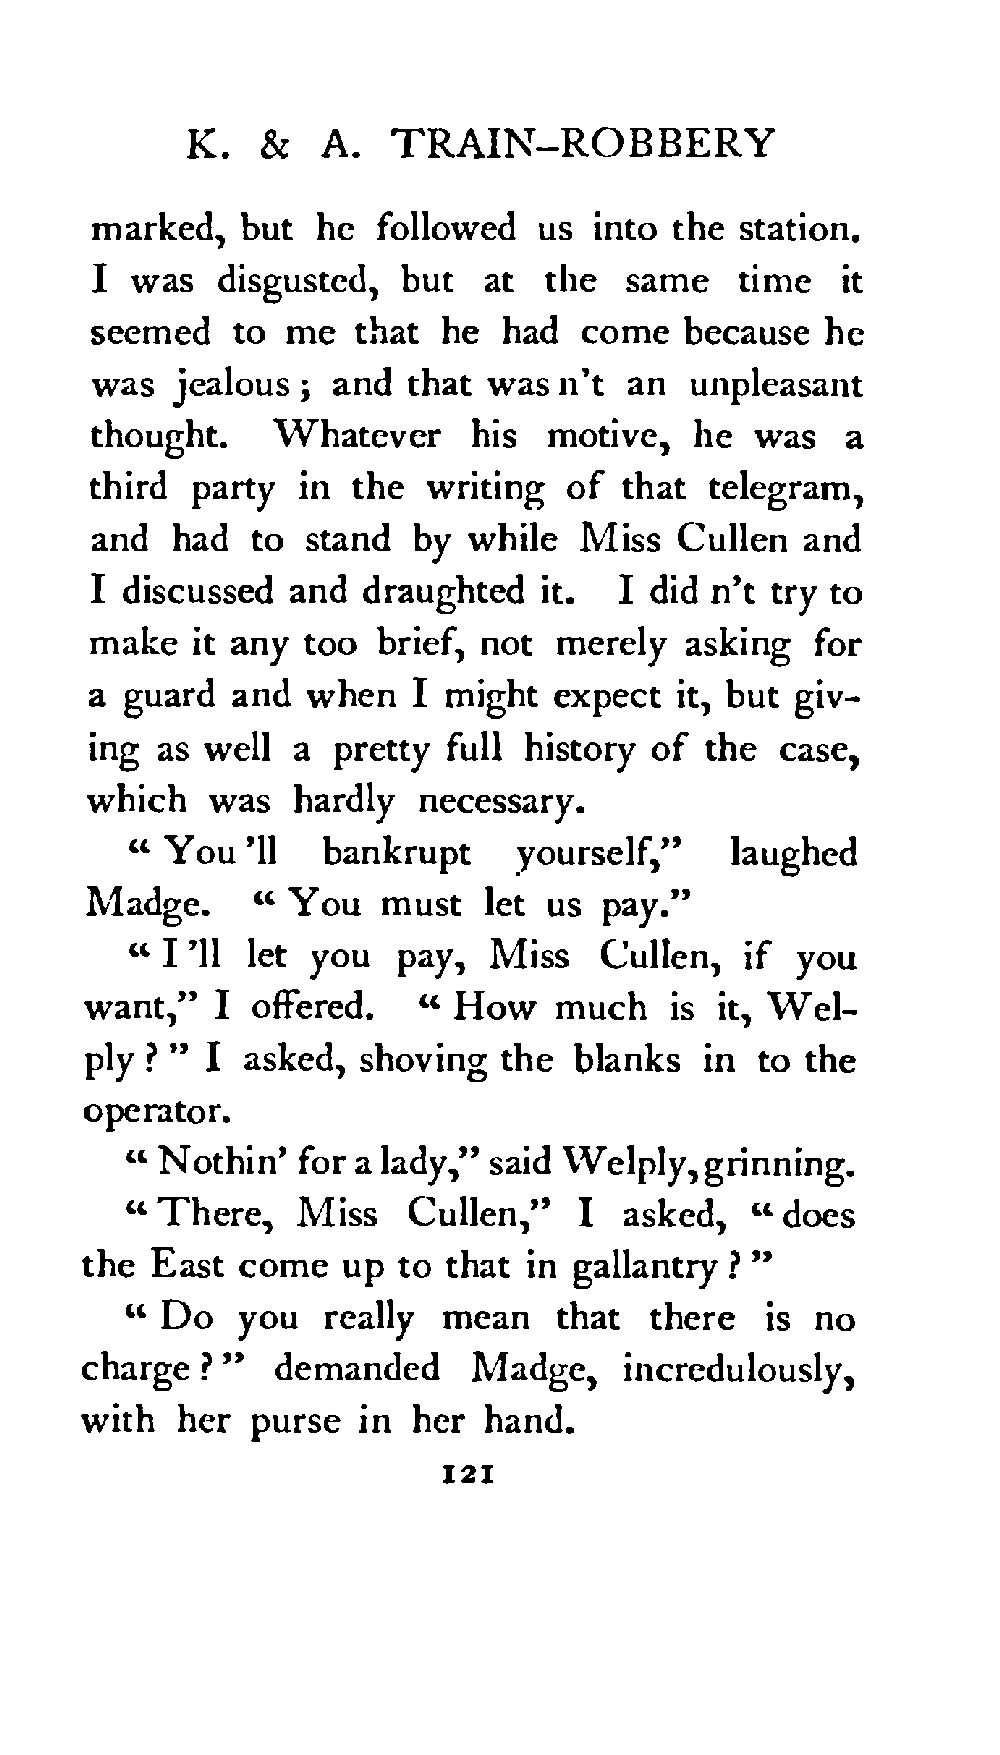 K. & A. TRAIN-ROBBERY
marked, but he followed us into the station.
I was disgusted, but at the same time it
seemed to me that he had come because he
was jealous; and that was n't an unpleasant
thought. Whatever his motive, he was a
third party in the writing of that telegram,
and had to stand by while Miss Cullen and
I discussed and draughted it. I did n't try to
make it any too brief, not merely asking for
a guard and when I might expect it, but giv-
ing as well a pretty full history of the case,
which was hardly necessary.
“ You 'll bankrupt yourself,” laughed
Madge. “ You must let us pay.”
“ I 'll let you pay, Miss Cullen, if you
want,” I offered. “ How much is it, Wel-
ply ? ” I asked, shoving the blanks in to the
operator.
“ Nothin' for a lady,” said Welply, grinning.
“ There, Miss Cullen,” I asked, “ does
the East come up to that in gallantry ? ”
“ Do you really mean that there is no
charge ? ” demanded Madge, incredulously,
with her purse in her hand.
121